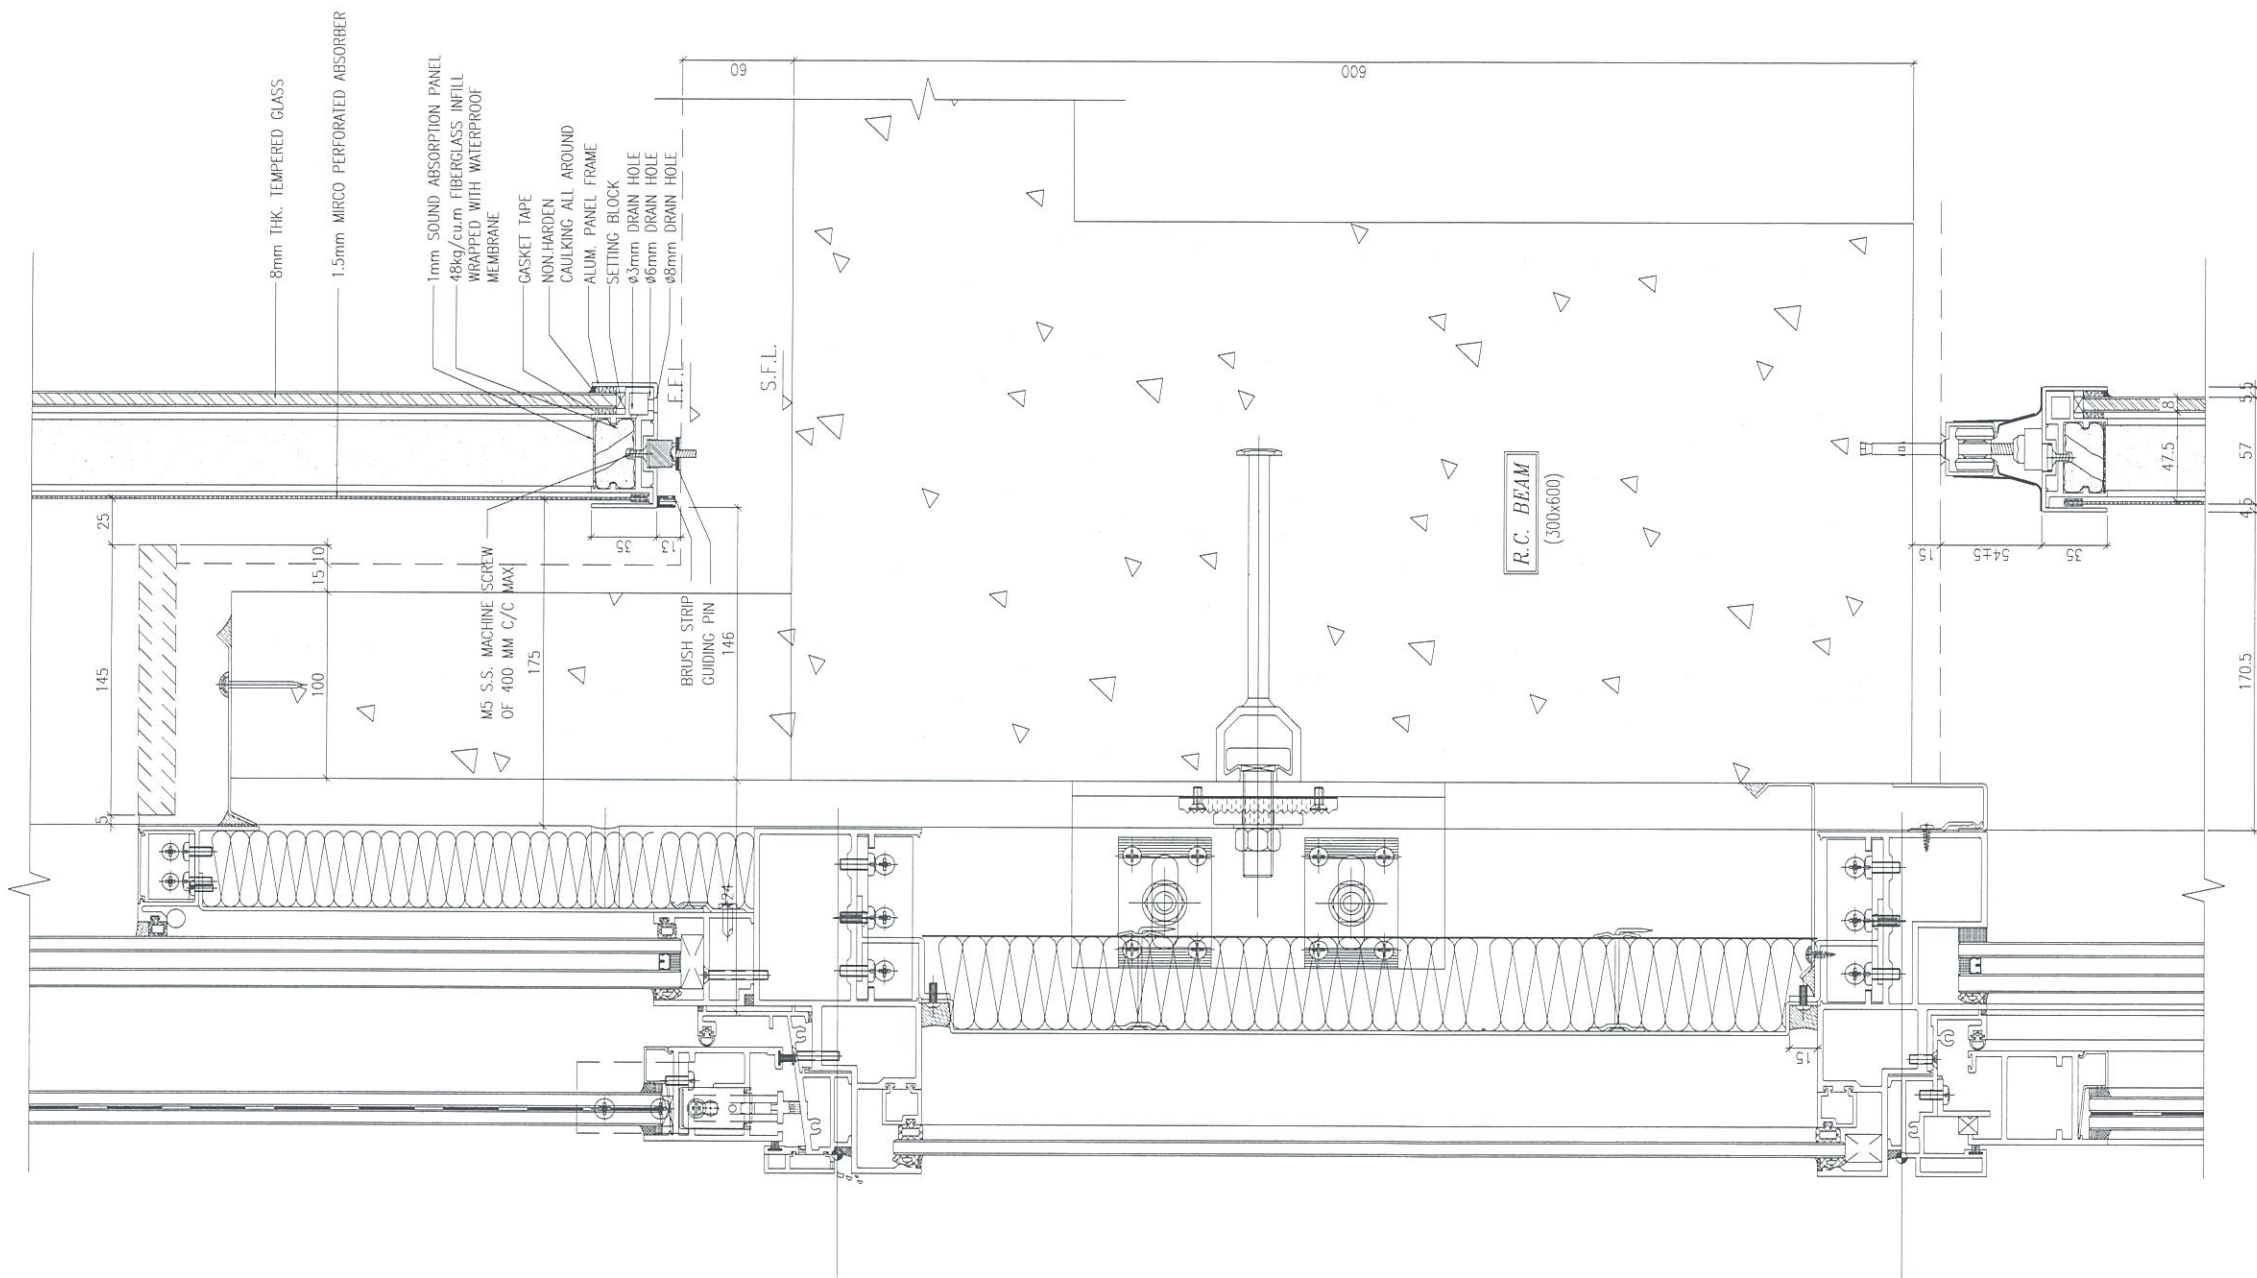 8mm THK. TEMPERED GLASS
1.5mm MIRCO PERFORATED ABSORBER
1mm SOUND ABSORPTION PANEL
48kg/cu.m FIBERGLASS INFILL
WRAPPED WITH WATERPROOF
MEMBRANE
GASKET TAPE
NON.HARDEN
CAULKING ALL AROUND
ALUM. PANEL FRAME
SETTING BLOCK
ø3mm DRAIN HOLE
ø6mm DRAIN HOLE
ø8mm DRAIN HOLE
F.F.L
S.F.L.
60
600
25
10
15
145
100
5
35
13
M5 S.S. MACHINE SCREW
OF 400 MM C/C MAX
175
BRUSH STRIP
GUIDING PIN
146
24
R.C. BEAM
(300x600)
15
54±5
35
8
47.5
5
57
170.5
15